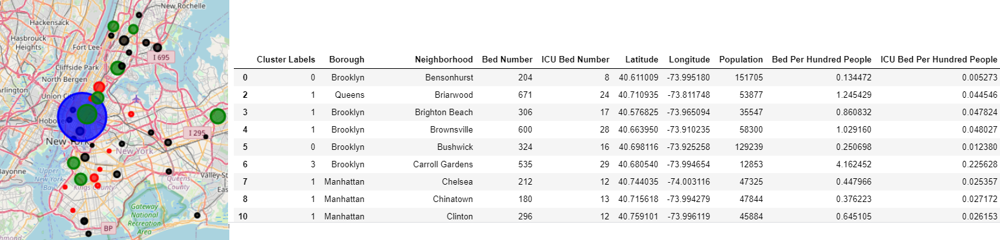 New Rochelle
Hackensack
Hasbrouck
Heights
Fort Lee
I 695
Cliffside Park
North Bergen
Union City
Hobo
I 295
New York
New York
Bayonne
Upper
New York
Bay
Kings County
Queens
County
Valley St
Eas
Gateway
National
Recreation
Area
BP
Cluster Labels Borough Neighborhood Bed Number ICU Bed Number Latitude Longitude Population Bed Per Hundred People ICU Bed Per Hundred People
0 0 Brooklyn Bensonhurst 204 8 40.611009 -73.995180 151705 0.134472 0.005273
2 1 Queens Briarwood 671 24 40.710935 -73.811748 53877 1.245429 0.044546
3 1 Brooklyn Brighton Beach 306 17 40.576825 -73.965094 35547 0.860832 0.047824
4 1 Brooklyn Brownsville 600 28 40.663950 -73.910235 58300 1.029160 0.048027
5 0 Brooklyn Bushwick 324 16 40.698116 -73.925258 129239 0.250698 0.012380
6 3 Brooklyn Carroll Gardens 535 29 40.680540 -73.994654 12853 4.162452 0.225628
7 1 Manhattan Chelsea 212 12 40.744035 -74.003116 47325 0.447966 0.025357
8 1 Manhattan Chinatown 180 13 40.715618 -73.994279 47844 0.376223 0.027172
10 1 Manhattan Clinton 296 12 40.759101 -73.996119 45884 0.645105 0.026153